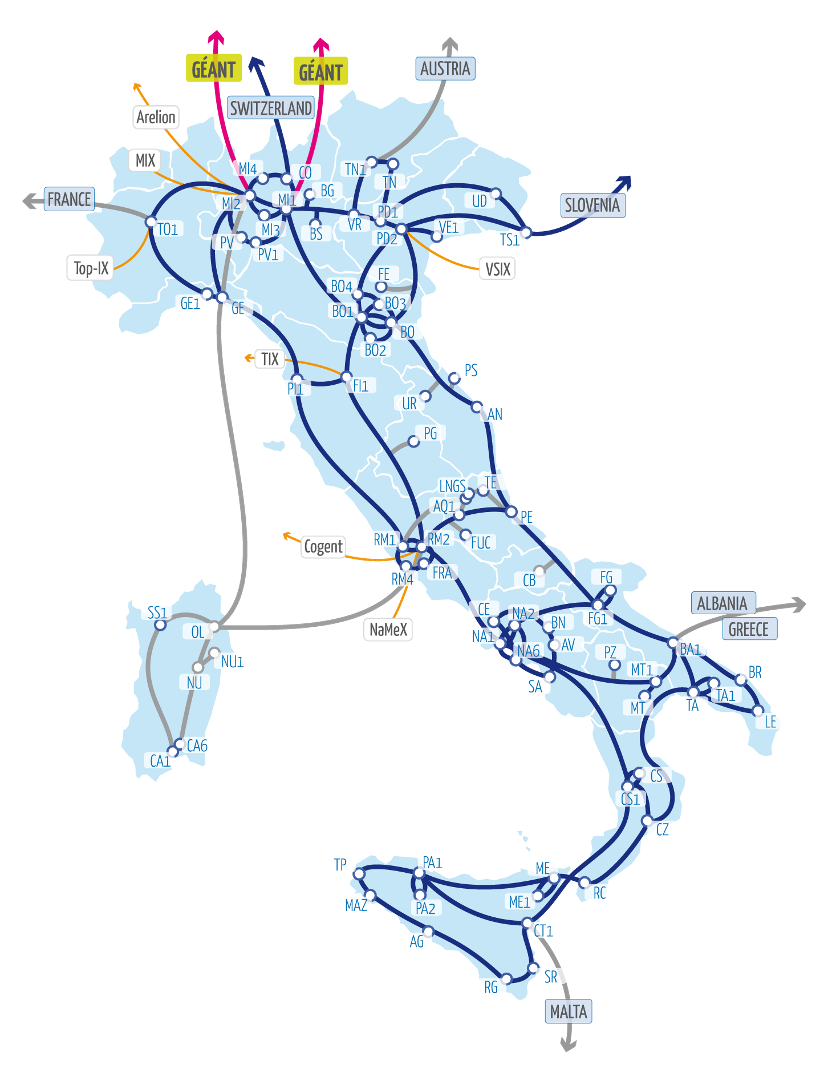 GÉANT
GÉANT
AUSTRIA
SWITZERLAND
Arelion
MIX
MI4
CO
TN1
TN
BG
FRANCE
MI2
MI1
UD
SLOVENIA
TO1
MI3
BS
VR
PD1
PD2
VE1
TS1
PV
PV1
Top-IX
VSIX
FE
BO4
GE1
GE
BO3
BO1
BO
BO2
TIX
PI1
FI1
PS
UR
AN
PG
LNGS
TE
AQ1
PE
RM1
RM2
FUC
Cogent
RM4
FRA
CB
FG
SS1
OL
NaMeX
CE
NA2
BN
FG1
ALBANIA
GREECE
NA1
NA6
AV
BA1
NU1
NU
SA
PZ
MT1
MT
BR
TA
TA1
LE
CA6
CA1
CS
CS1
CZ
TP
PA1
ME
RC
MAZ
PA2
ME1
AG
CT1
RG
SR
MALTA